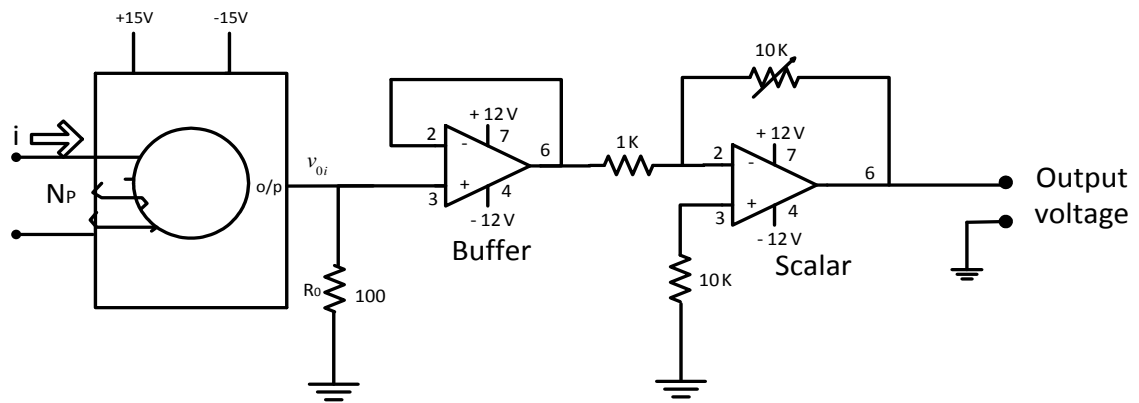 +15V
-15V
i
NP
o/p
v0i
R0
100
2
3
-
+
+ 12 V
7
4
- 12 V
6
Buffer
1 K
10 K
2
3
-
+
+ 12 V
7
4
- 12 V
6
10 K
Scalar
Output
voltage